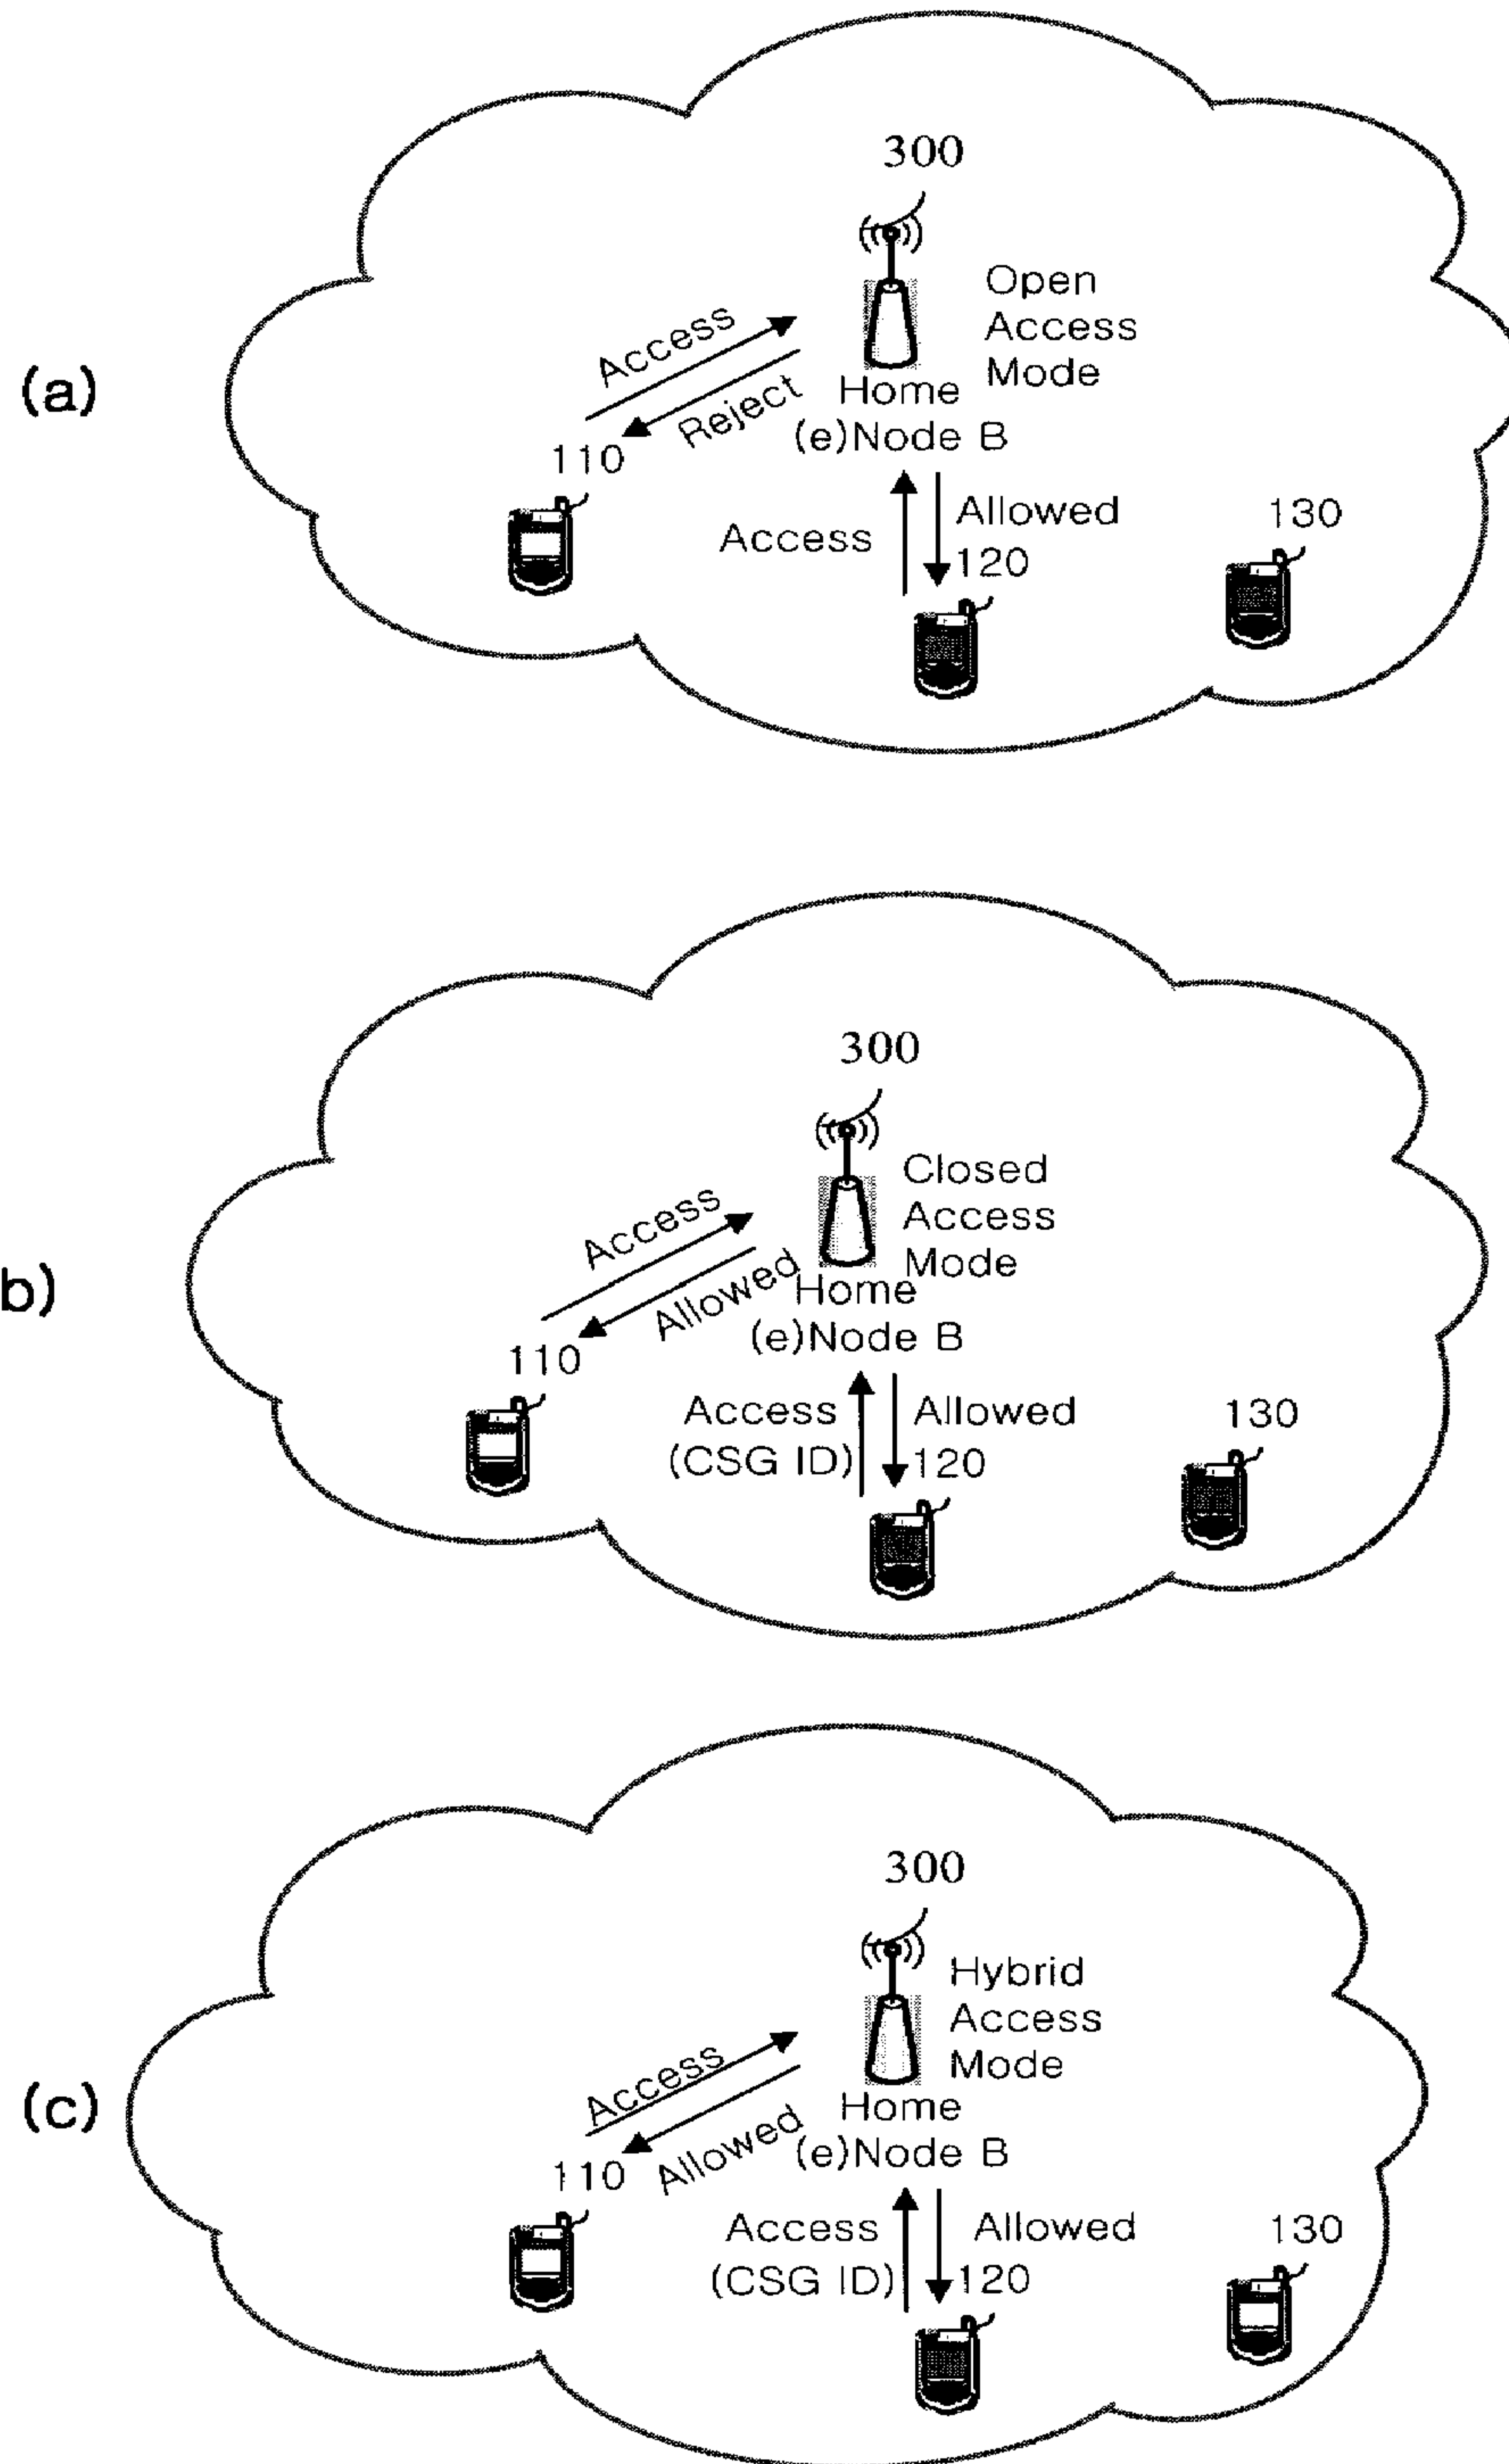 300
Open
Access
Mode
(a)
Access
Reject
Home
(e)Node B
110
Access
Allowed
120
130
300
Closed
Access
Mode
b)
Access
Allowed
Home
(e)Node B
110
Access
(CSG ID)
Allowed
120
130
300
Hybrid
Access
Mode
(c)
Access
Allowed
Home
(e)Node B
110
Access
(CSG ID)
Allowed
120
130